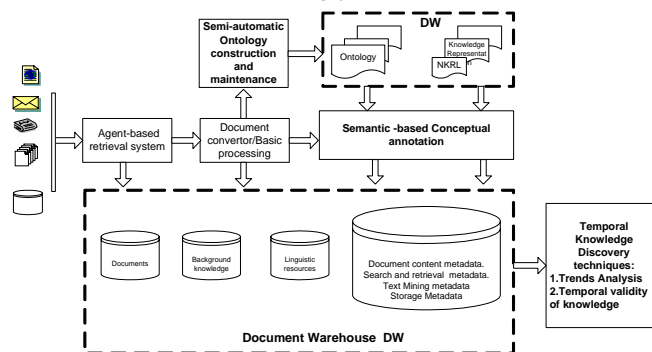 Semi-automatic
Ontology
construction
and
maintenance
DW
Ontology
Knowledge
Representat
n
NKRL
Agent-based
retrieval system
Document
convertor/Basic
processing
Semantic -based Conceptual
annotation
Documents
Background
knowledge
Linguistic
resources
Document content metadata.
Search and retrieval metadata.
Text Mining metadata
Storage Metadata
Temporal
Knowledge
Discovery
techniques:
1.Trends Analysis
2.Temporal validity
of knowledge
Document Warehouse DW